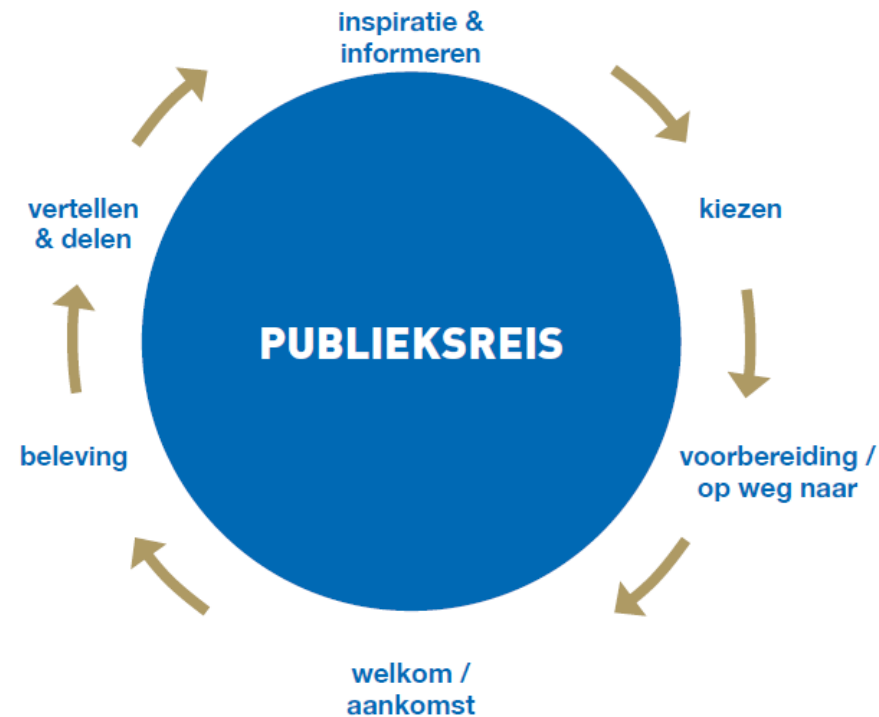 inspiratie &
informeren
kiezen
voorbereiding /
op weg naar
welkom /
aankomst
beleving
vertellen
& delen
PUBLIEKSREIS